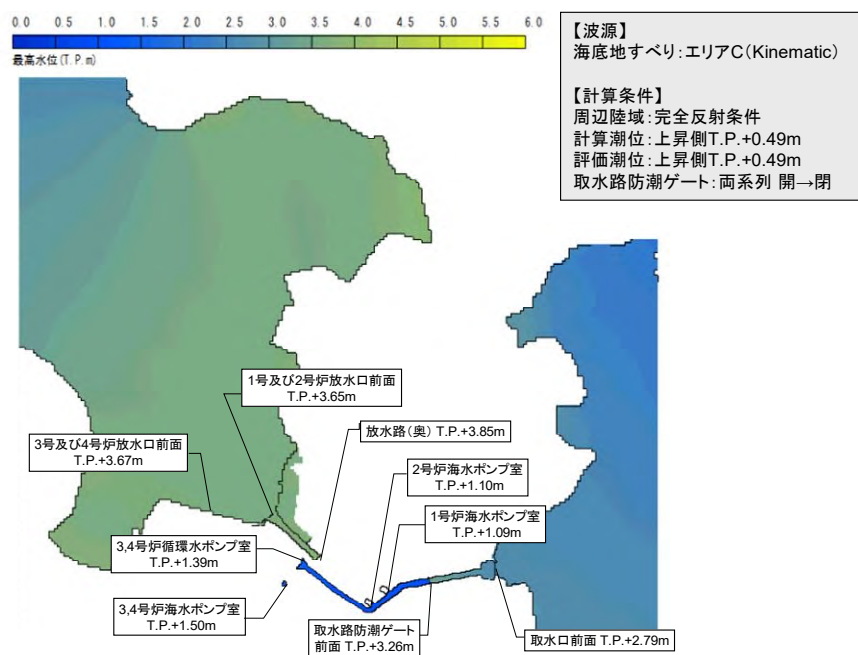 0.0 0.5 1.0 1.5 2.0 2.5 3.0 3.5 4.0 4.5 5.0 6.0
最高水位(T.P.m)
【波源】
海底地すべり:エリアC(Kinematic)
【計算条件】
周辺陸域:完全反射条件
計算潮位:上昇側T.P.+0.49m
評価潮位:上昇側T.P.+0.49m
取水路防潮ゲート:両系列 開→閉
1号及び2号炉放水口前面
T.P.+3.65m
放水路(奥) T.P.+3.85m
3号及び4号炉放水口前面
T.P.+3.67m
2号炉海水ポンプ室
T.P.+1.10m
1号炉海水ポンプ室
T.P.+1.09m
3,4号炉循環水ポンプ室
T.P.+1.39m
3,4号炉海水ポンプ室
T.P.+1.50m
取水路防潮ゲート
前面 T.P.+3.26m
取水口前面 T.P.+2.79m